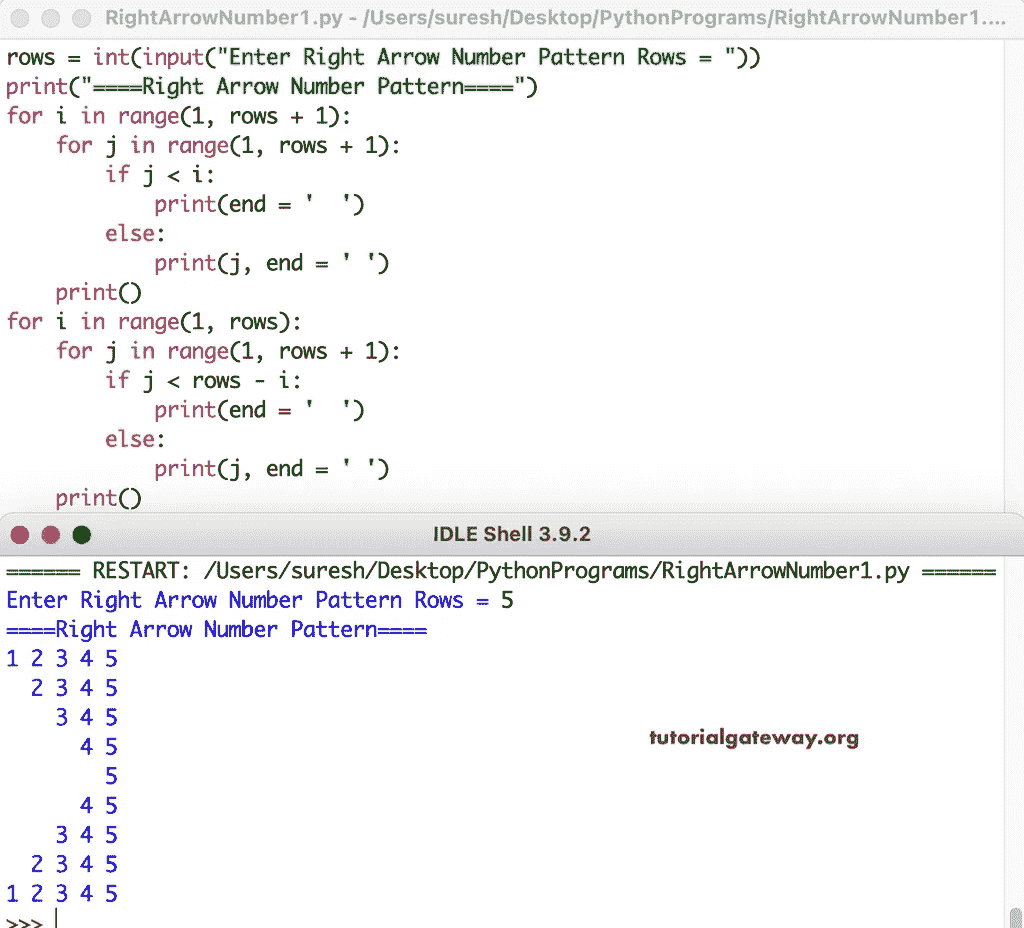 RightArrowNumber1.py - /Users/suresh/Desktop/PythonPrograms/RightArrowNumber1....
rows = int(input("Enter Right Arrow Number Pattern Rows = "))
print("====Right Arrow Number Pattern====")
for i in range(1, rows + 1):
    for j in range(1, rows + 1):
        if j < i:
            print(end = '  ')
        else:
            print(j, end = ' ')
    print()
for i in range(1, rows):
    for j in range(1, rows + 1):
        if j < rows - i:
            print(end = '  ')
        else:
            print(j, end = ' ')
    print()
IDLE Shell 3.9.2
====== RESTART: /Users/suresh/Desktop/PythonPrograms/RightArrowNumber1.py ======
Enter Right Arrow Number Pattern Rows = 5
====Right Arrow Number Pattern====
1 2 3 4 5
  2 3 4 5
    3 4 5
      4 5
        5
      4 5
    3 4 5
  2 3 4 5
1 2 3 4 5
>>>
tutorialgateway.org